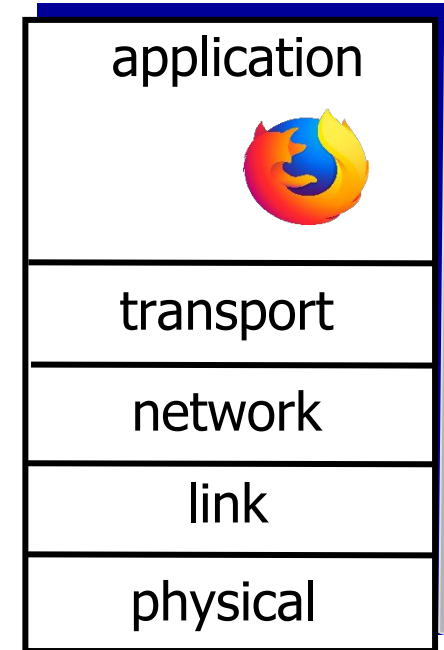 application
transport
network
link
physical